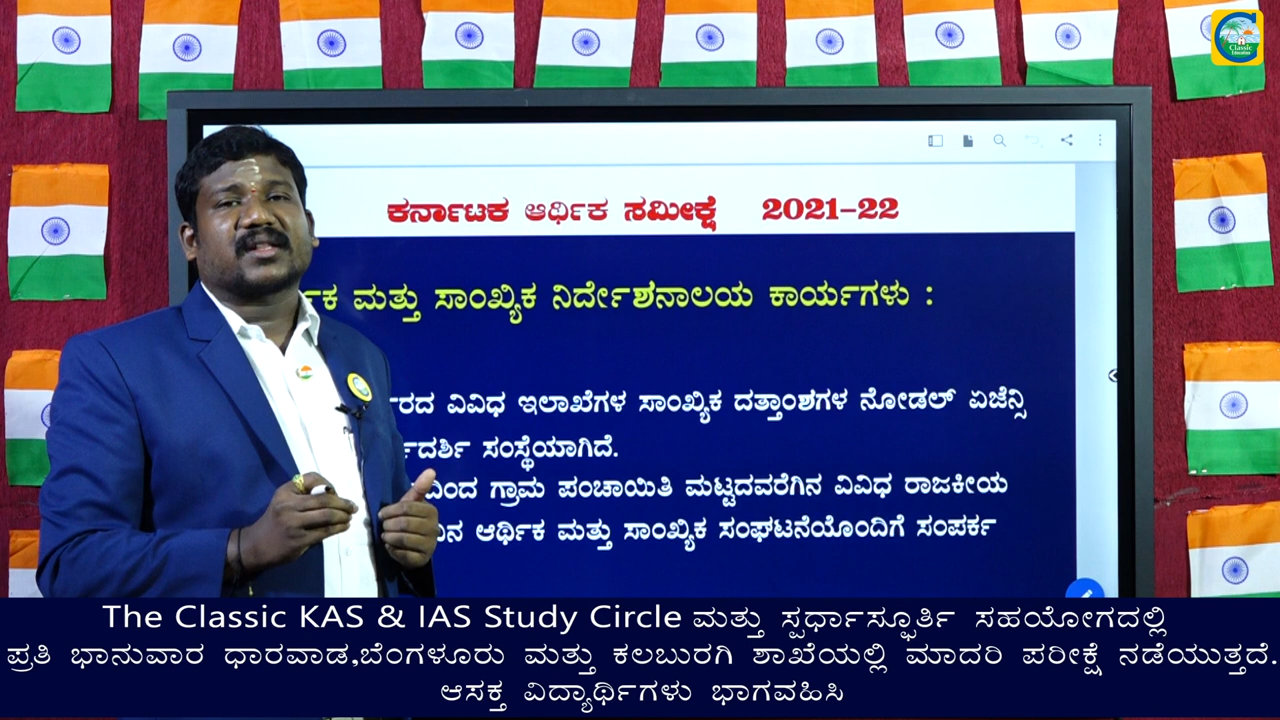 Classic
Education
ಕರ್ನಾಟಕ ಆರ್ಥಿಕ ಸಮೀಕ್ಷೆ 2021-22
ಮತ್ತು ಸಾಂಖ್ಯಿಕ ನಿರ್ದೇಶನಾಲಯ ಕಾರ್ಯಗಳು :
ವಿವಿಧ ಇಲಾಖೆಗಳ ಸಾಂಖ್ಯಿಕ ದತ್ತಾಂಶಗಳ ನೋಡಲ್ ಏಜೆನ್ಸಿ
ಸಂಸ್ಥೆಯಾಗಿದೆ.
ಗ್ರಾಮ ಪಂಚಾಯಿತಿ ಮಟ್ಟದವರೆಗಿನ ವಿವಿಧ ರಾಜಕೀಯ
ಆರ್ಥಿಕ ಮತ್ತು ಸಾಂಖ್ಯಿಕ ಸಂಘಟನೆಯೊಂದಿಗೆ ಸಂಪರ್ಕ
The Classic KAS & IAS Study Circle ಮತ್ತು ಸ್ಪರ್ಧಾಸ್ಫೂರ್ತಿ ಸಹಯೋಗದಲ್ಲಿ
ಪ್ರತಿ ಭಾನುವಾರ ಧಾರವಾಡ,ಬೆಂಗಳೂರು ಮತ್ತು ಕಲಬುರಗಿ ಶಾಖೆಯಲ್ಲಿ ಮಾದರಿ ಪರೀಕ್ಷೆ ನಡೆಯುತ್ತದೆ.
ಆಸಕ್ತ ವಿದ್ಯಾರ್ಥಿಗಳು ಭಾಗವಹಿಸಿ